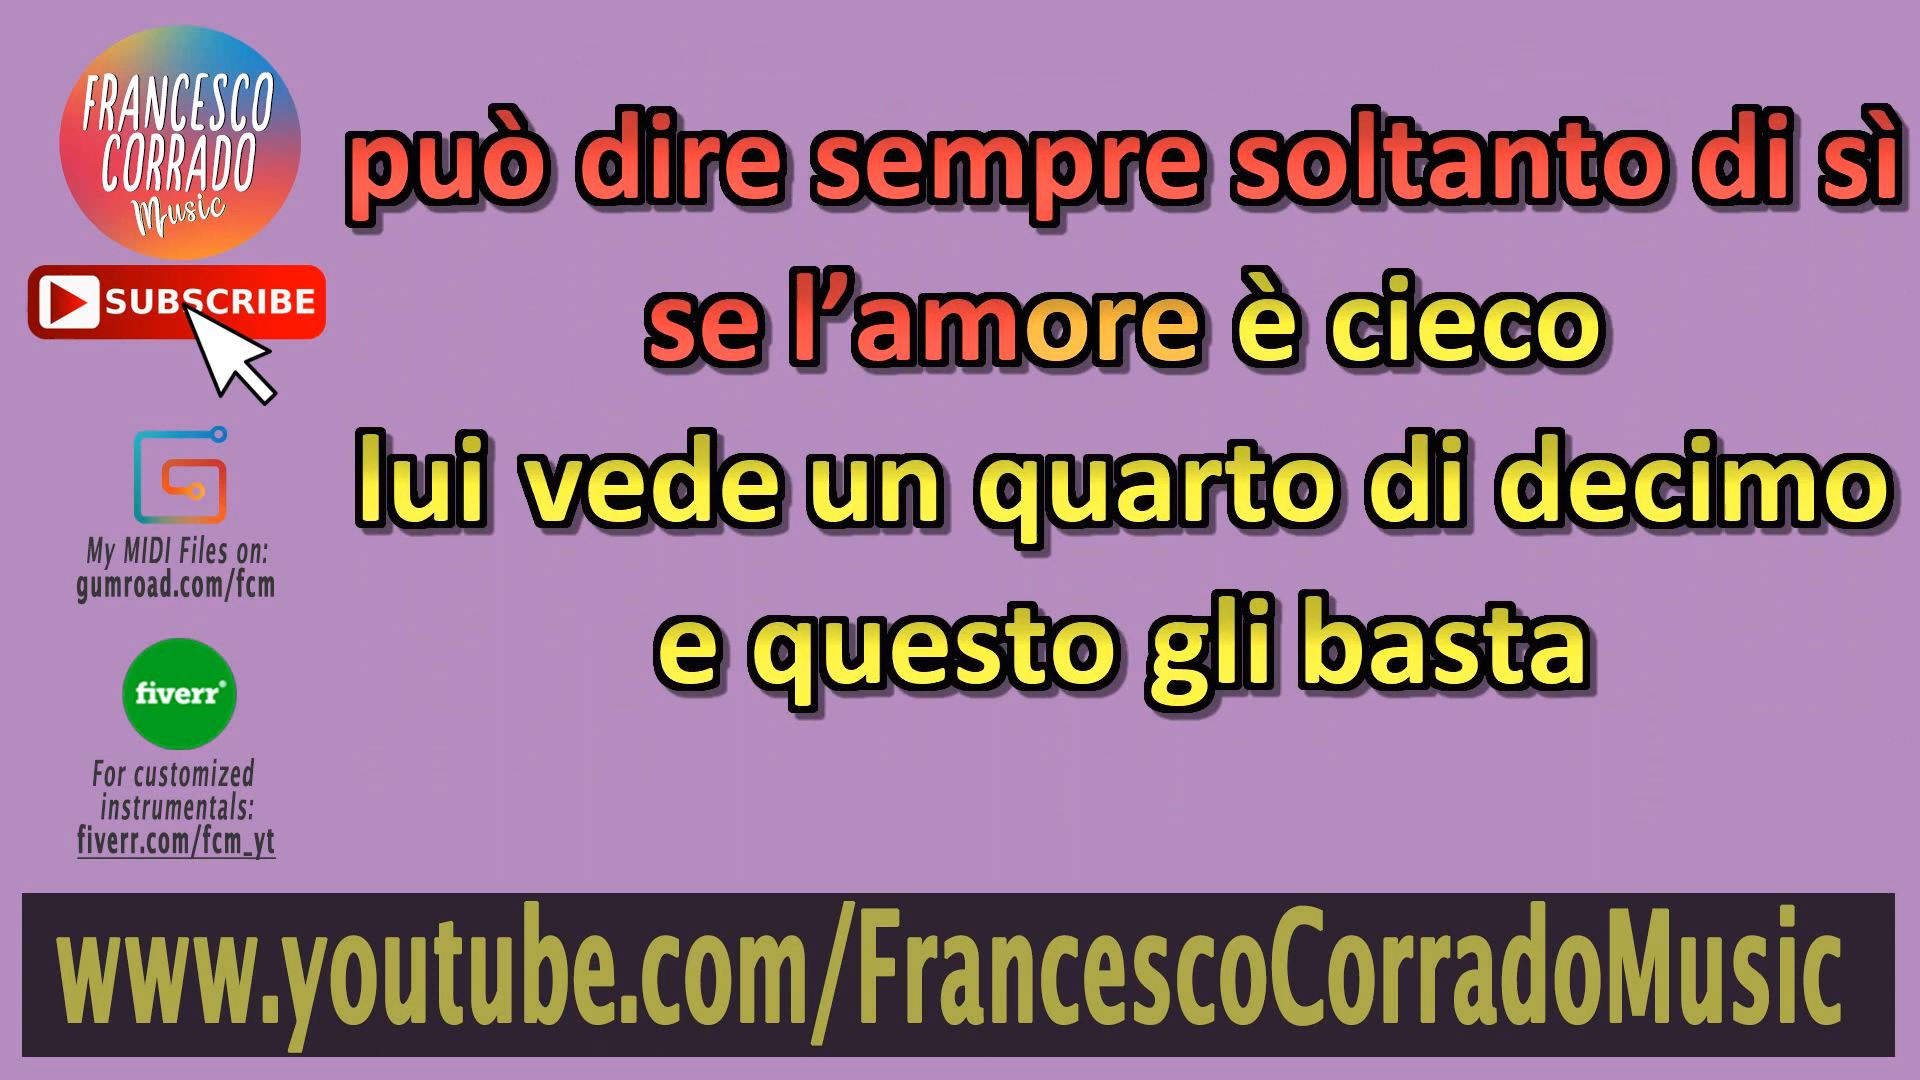 FRANCESCO
CORRADO
Music
SUBSCRIBE
My MIDI Files on:
gumroad.com/fcm
fiverr®
For customized
instrumentals:
fiverr.com/fcm_yt
può dire sempre soltanto di sì
se l’amore è cieco
lui vede un quarto di decimo
e questo gli basta
www.youtube.com/FrancescoCorradoMusic